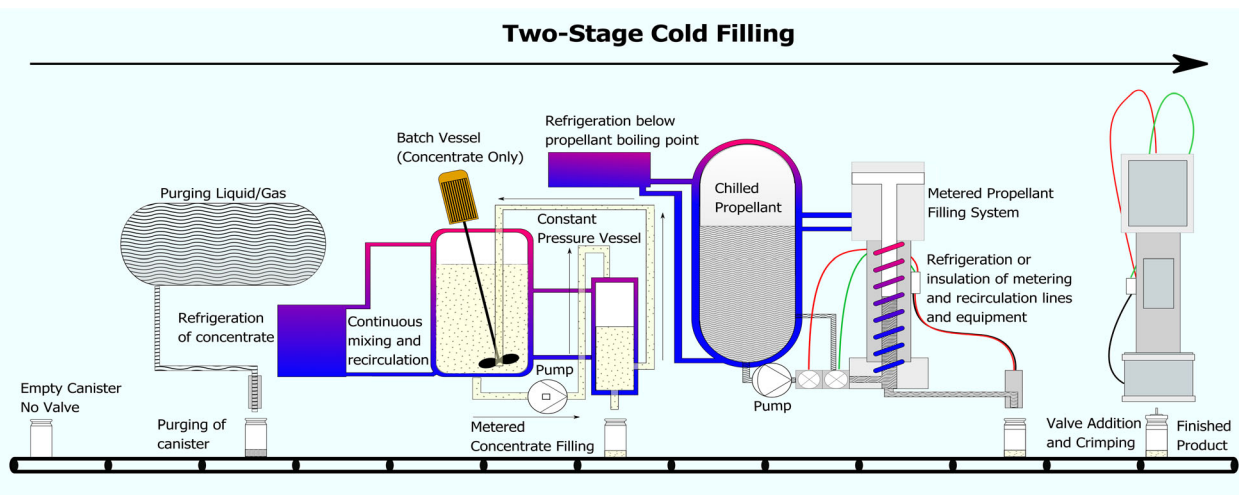 Two-Stage Cold Filling
Purging Liquid/Gas
Batch Vessel
(Concentrate Only)
Refrigeration below
propellant boiling point
Chilled
Propellant
Metered Propellant
Filling System
Constant
Pressure Vessel
Refrigeration or
insulation of metering
and recirculation lines
and equipment
Refrigeration
of concentrate
Continuous
mixing and
recirculation
Pump
Pump
Empty Canister
No Valve
Purging of
canister
Metered
Concentrate Filling
Valve Addition
and Crimping
Finished
Product